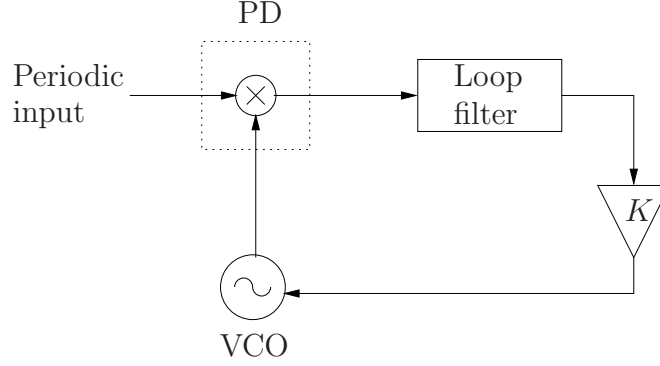 PD
Periodic
input
Loop
filter
K
VCO